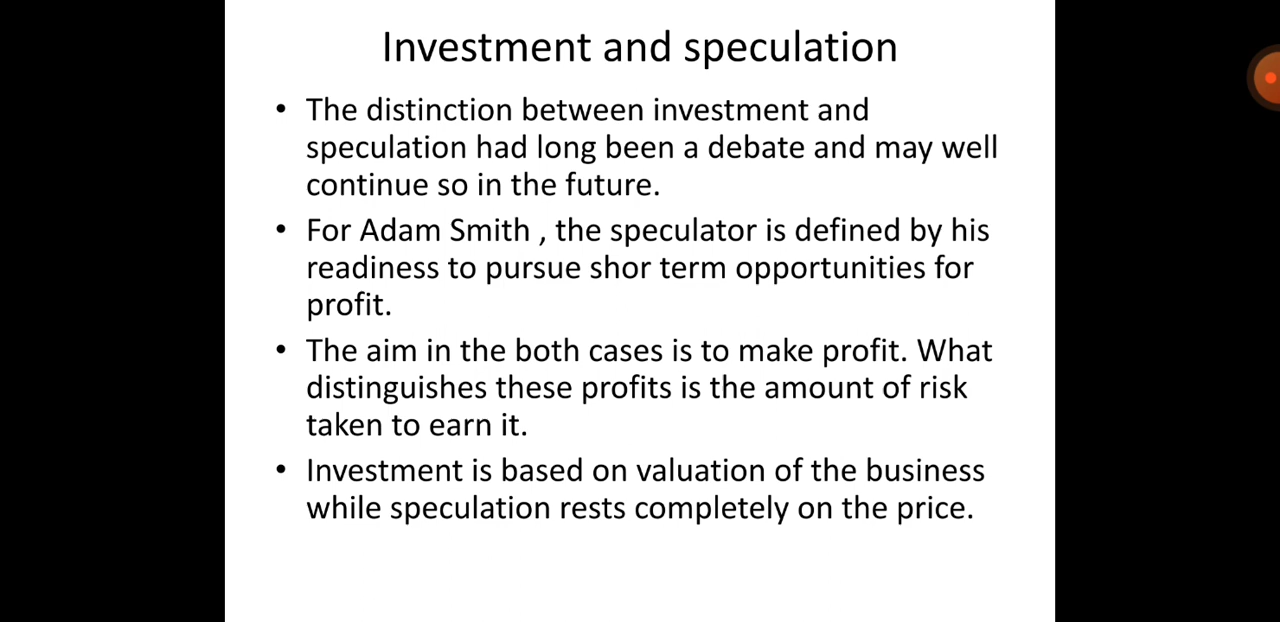 Investment and speculation
• The distinction between investment and
speculation had long been a debate and may well
continue so in the future.
• For Adam Smith , the speculator is defined by his
readiness to pursue shor term opportunities for
profit.
• The aim in the both cases is to make profit. What
distinguishes these profits is the amount of risk
taken to earn it.
• Investment is based on valuation of the business
while speculation rests completely on the price.